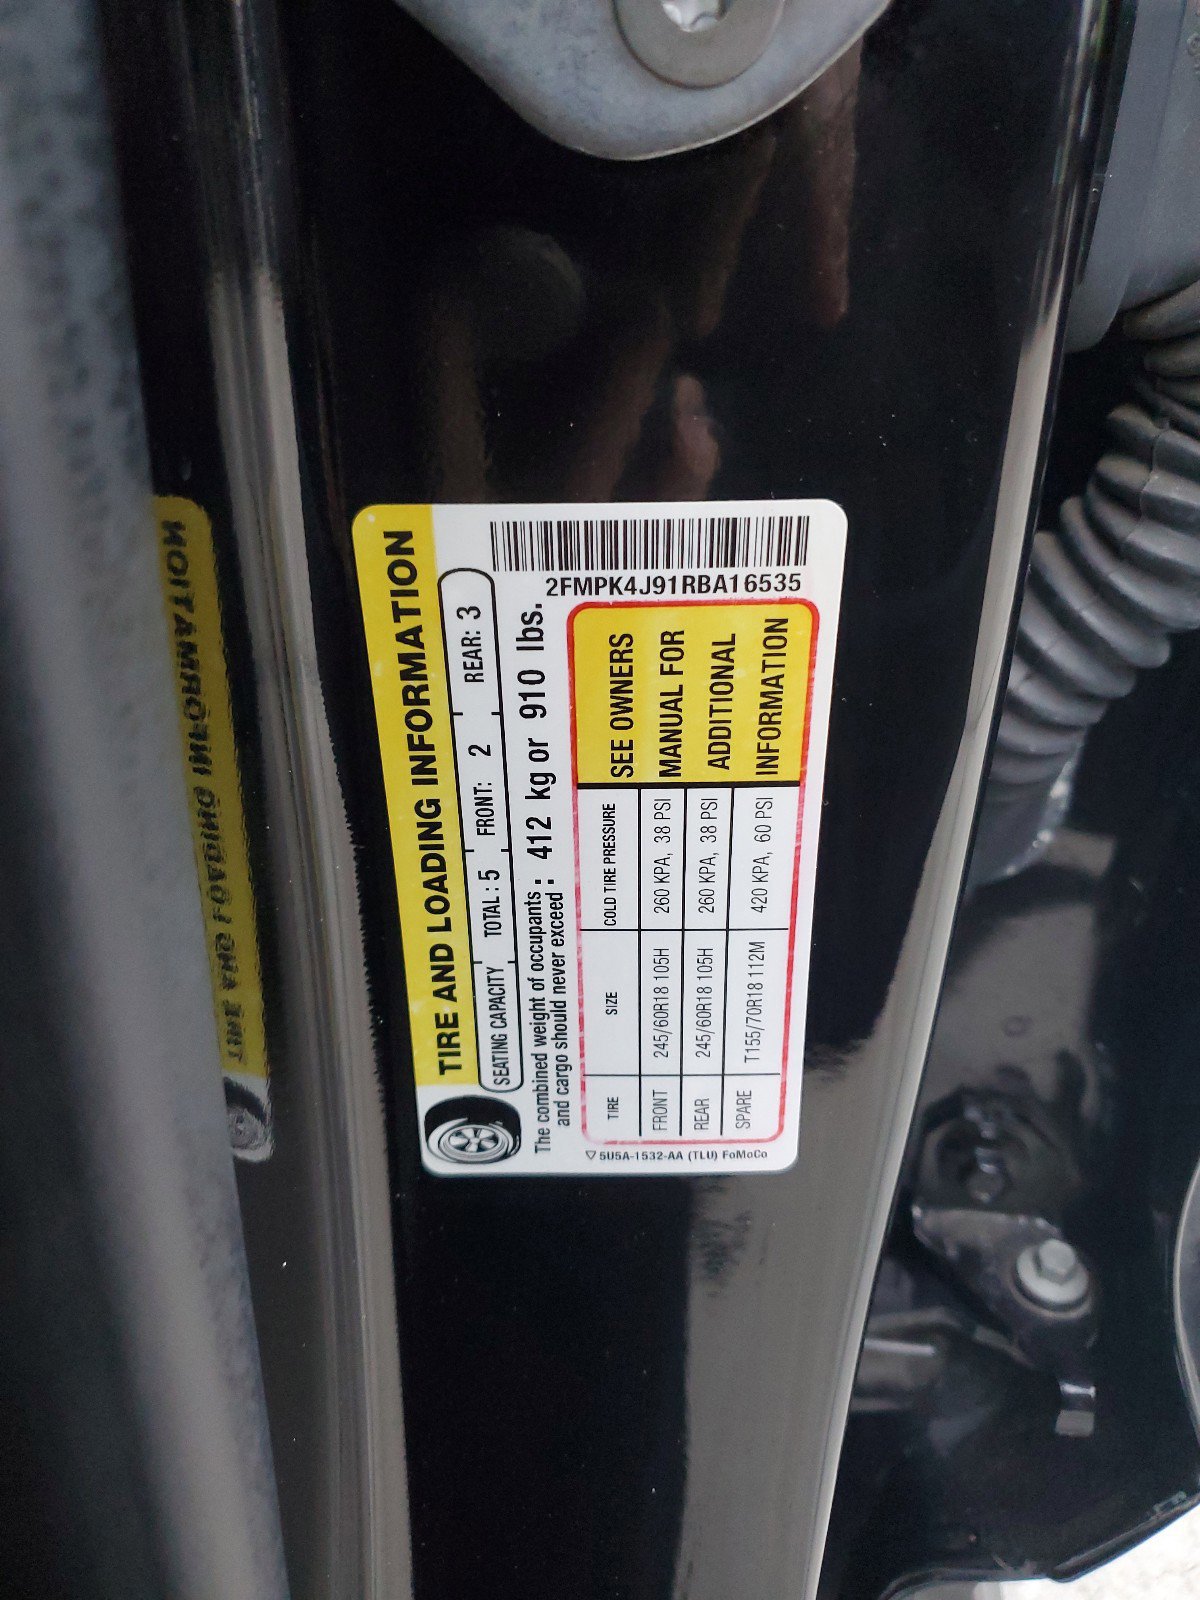 TIRE AND LOADING INFORMATION
SEATING CAPACITY TOTAL : 5 FRONT: 2 REAR: 3
The combined weight of occupants : 412 kg or 910 lbs.
and cargo should never exceed :
TIRE SIZE COLD TIRE PRESSURE
FRONT 245/60R18 105H 260 KPA, 38 PSI
REAR 245/60R18 105H 260 KPA, 38 PSI
SPARE T155/70R18 112M 420 KPA, 60 PSI
SEE OWNERS
MANUAL FOR
ADDITIONAL
INFORMATION
2FMPK4J91RBA16535
5U5A-1532-AA (TLU) FoMoCo